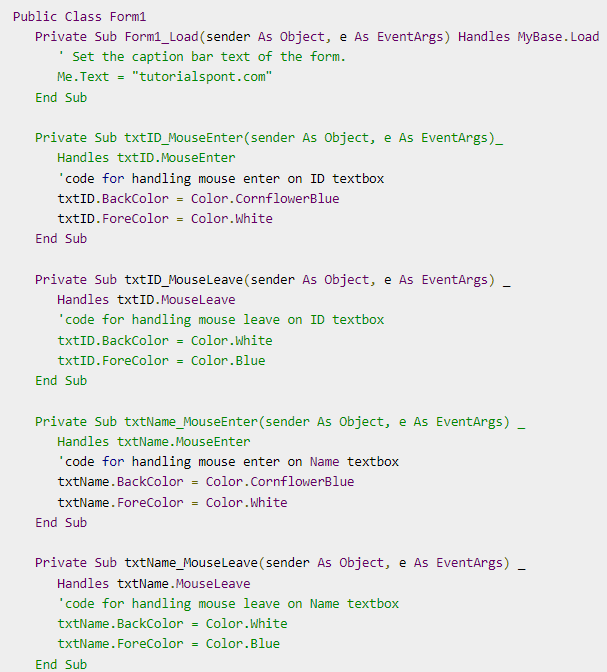 Public Class Form1
   Private Sub Form1_Load(sender As Object, e As EventArgs) Handles MyBase.Load
      ' Set the caption bar text of the form.
      Me.Text = "tutorialspont.com"
   End Sub

   Private Sub txtID_MouseEnter(sender As Object, e As EventArgs)_
      Handles txtID.MouseEnter
      'code for handling mouse enter on ID textbox
      txtID.BackColor = Color.CornflowerBlue
      txtID.ForeColor = Color.White
   End Sub

   Private Sub txtID_MouseLeave(sender As Object, e As EventArgs) _
      Handles txtID.MouseLeave
      'code for handling mouse leave on ID textbox
      txtID.BackColor = Color.White
      txtID.ForeColor = Color.Blue
   End Sub

   Private Sub txtName_MouseEnter(sender As Object, e As EventArgs) _
      Handles txtName.MouseEnter
      'code for handling mouse enter on Name textbox
      txtName.BackColor = Color.CornflowerBlue
      txtName.ForeColor = Color.White
   End Sub

   Private Sub txtName_MouseLeave(sender As Object, e As EventArgs) _
      Handles txtName.MouseLeave
      'code for handling mouse leave on Name textbox
      txtName.BackColor = Color.White
      txtName.ForeColor = Color.Blue
   End Sub